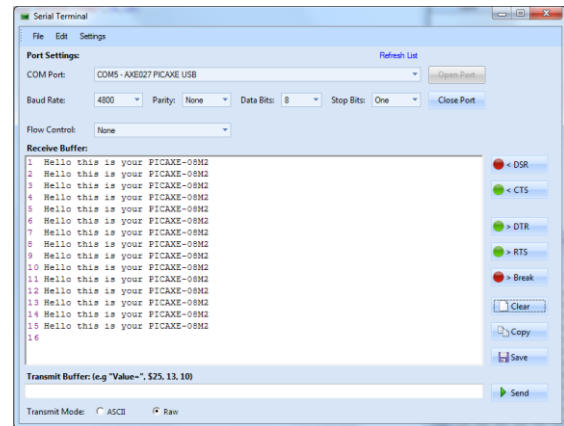 Serial Terminal
File Edit Settings
Port Settings: Refresh List
COM Port: COM5 - AXE027 PICAXE USB Open Port
Baud Rate: 4800 Parity: None Data Bits: 8 Stop Bits: One Close Port
Flow Control: None
Receive Buffer:
1 Hello this is your PICAXE-08M2
2 Hello this is your PICAXE-08M2
3 Hello this is your PICAXE-08M2
4 Hello this is your PICAXE-08M2
5 Hello this is your PICAXE-08M2
6 Hello this is your PICAXE-08M2
7 Hello this is your PICAXE-08M2
8 Hello this is your PICAXE-08M2
9 Hello this is your PICAXE-08M2
10 Hello this is your PICAXE-08M2
11 Hello this is your PICAXE-08M2
12 Hello this is your PICAXE-08M2
13 Hello this is your PICAXE-08M2
14 Hello this is your PICAXE-08M2
15 Hello this is your PICAXE-08M2
16
< DSR
< CTS
> DTR
> RTS
> Break
Clear
Copy
Save
Transmit Buffer: (e.g "Value=", $25, 13, 10)
Send
Transmit Mode: ASCII Raw